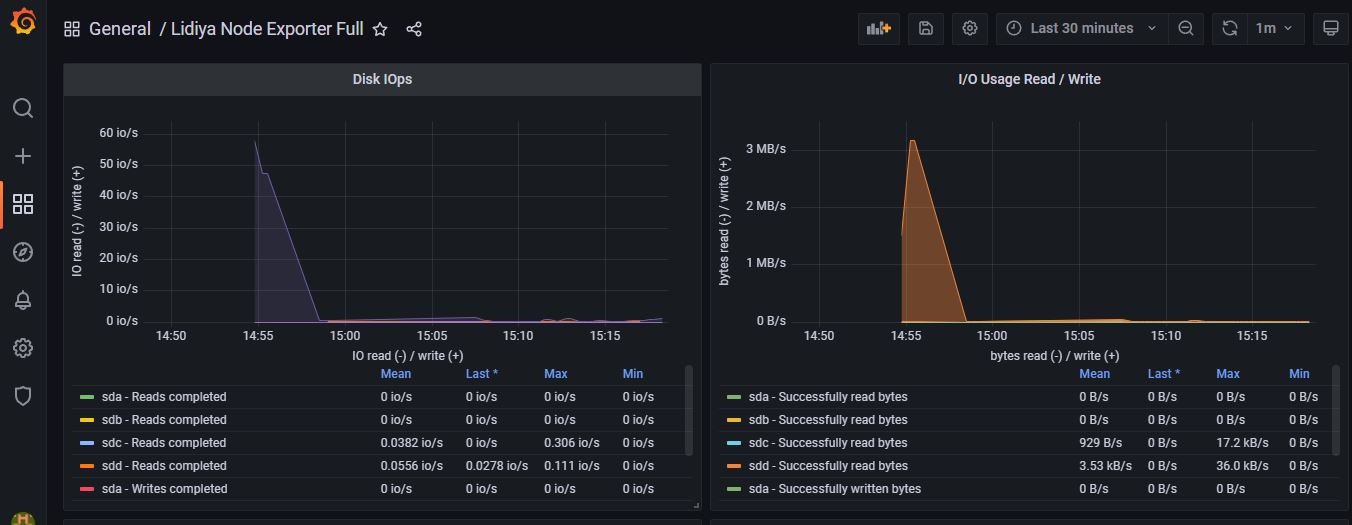 General / Lidiya Node Exporter Full
Last 30 minutes
1m
Disk IOps
IO read (-) / write (+)
60 io/s
50 io/s
40 io/s
30 io/s
20 io/s
10 io/s
0 io/s
14:50 14:55 15:00 15:05 15:10 15:15
IO read (-) / write (+)
Mean Last * Max Min
sda - Reads completed 0 io/s 0 io/s 0 io/s 0 io/s
sdb - Reads completed 0 io/s 0 io/s 0 io/s 0 io/s
sdc - Reads completed 0.0382 io/s 0 io/s 0.306 io/s 0 io/s
sdd - Reads completed 0.0556 io/s 0.0278 io/s 0.111 io/s 0 io/s
sda - Writes completed 0 io/s 0 io/s 0 io/s 0 io/s
I/O Usage Read / Write
bytes read (-) / write (+)
3 MB/s
2 MB/s
1 MB/s
0 B/s
14:50 14:55 15:00 15:05 15:10 15:15
bytes read (-) / write (+)
Mean Last * Max Min
sda - Successfully read bytes 0 B/s 0 B/s 0 B/s 0 B/s
sdb - Successfully read bytes 0 B/s 0 B/s 0 B/s 0 B/s
sdc - Successfully read bytes 929 B/s 0 B/s 17.2 kB/s 0 B/s
sdd - Successfully read bytes 3.53 kB/s 0 B/s 36.0 kB/s 0 B/s
sda - Successfully written bytes 0 B/s 0 B/s 0 B/s 0 B/s